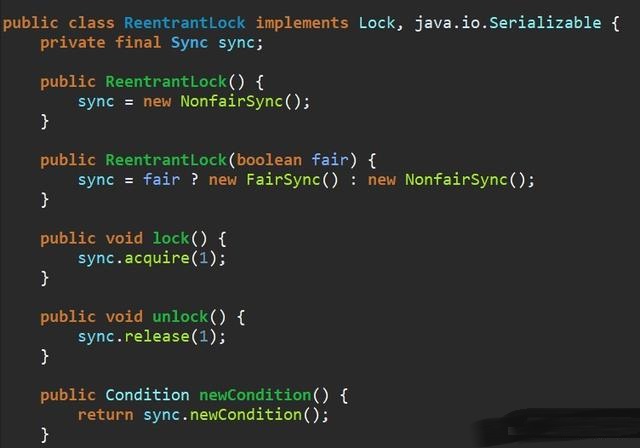 public class ReentrantLock implements Lock, java.io.Serializable {
    private final Sync sync;

    public ReentrantLock() {
        sync = new NonfairSync();
    }

    public ReentrantLock(boolean fair) {
        sync = fair ? new FairSync() : new NonfairSync();
    }

    public void lock() {
        sync.acquire(1);
    }

    public void unlock() {
        sync.release(1);
    }

    public Condition newCondition() {
        return sync.newCondition();
    }